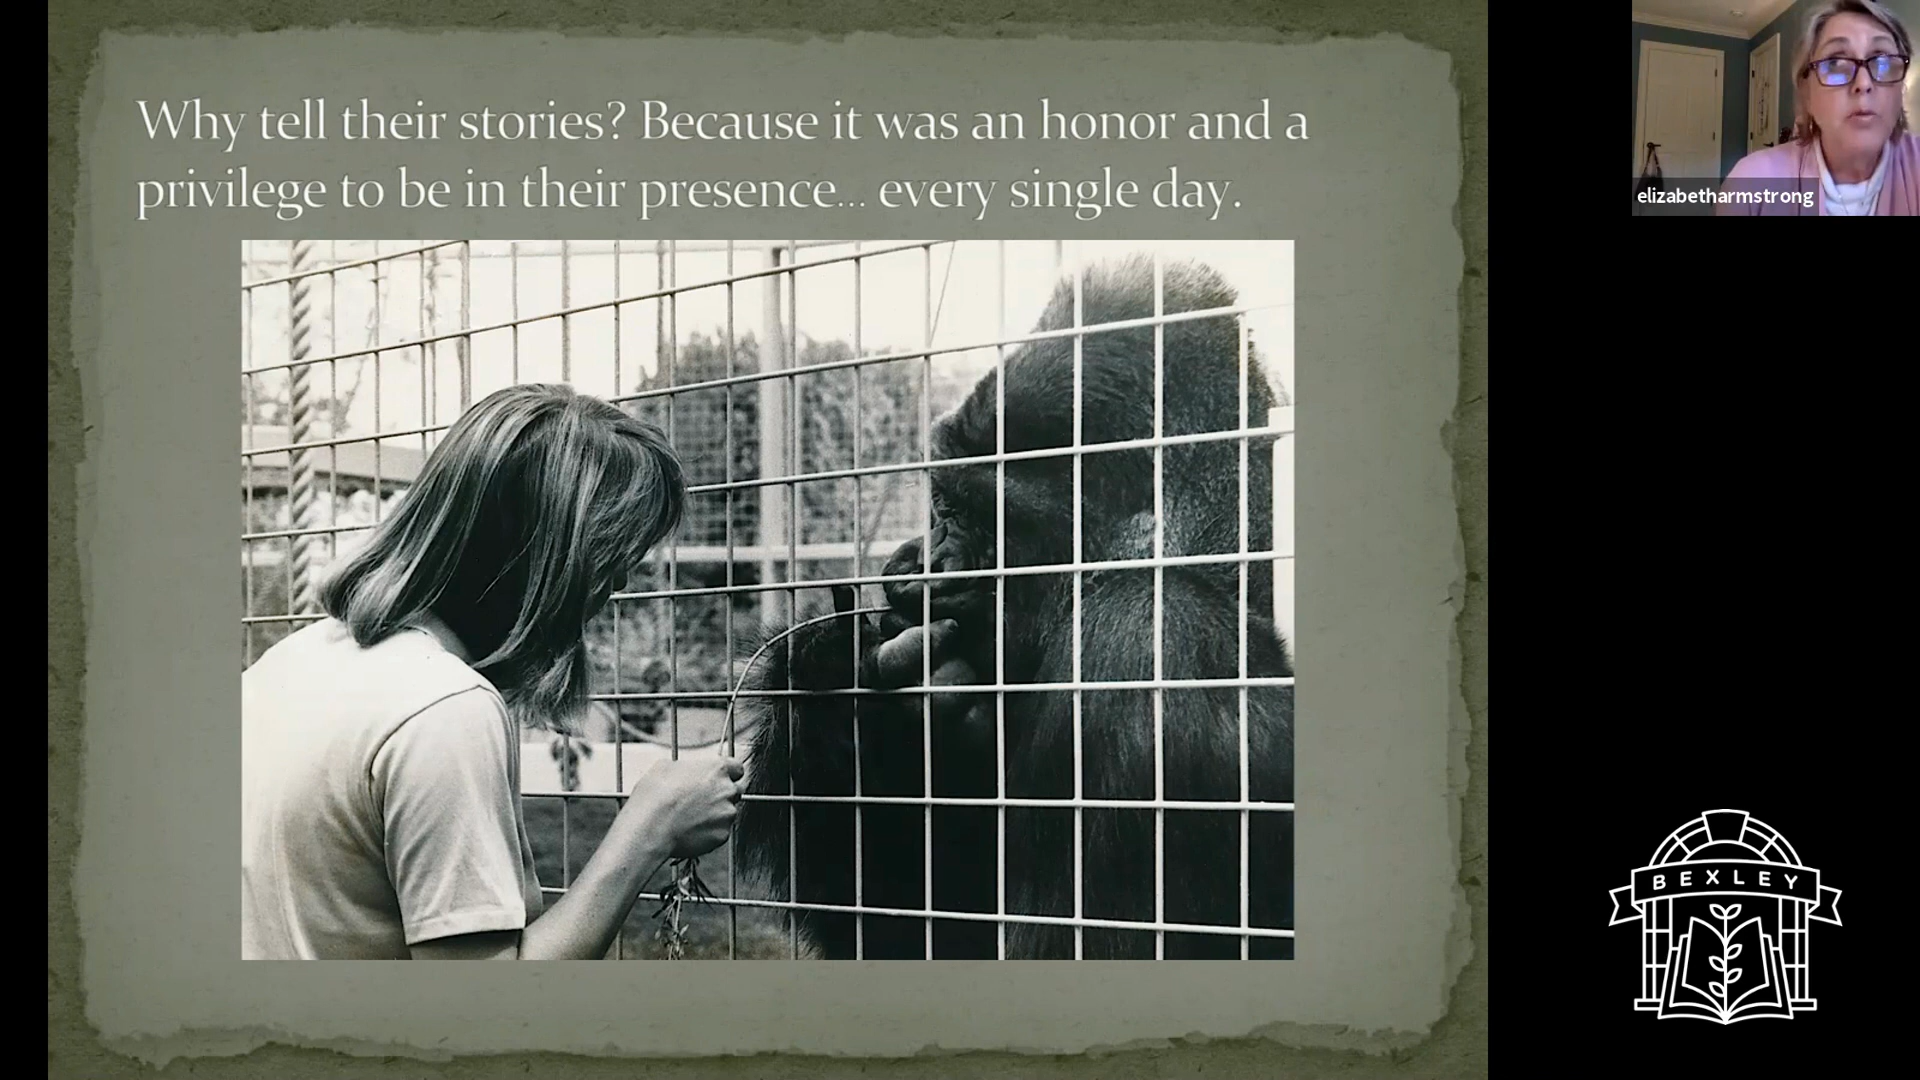 Why tell their stories? Because it was an honor and a
privilege to be in their presence... every single day.
elizabetharmstrong
BEXLEY